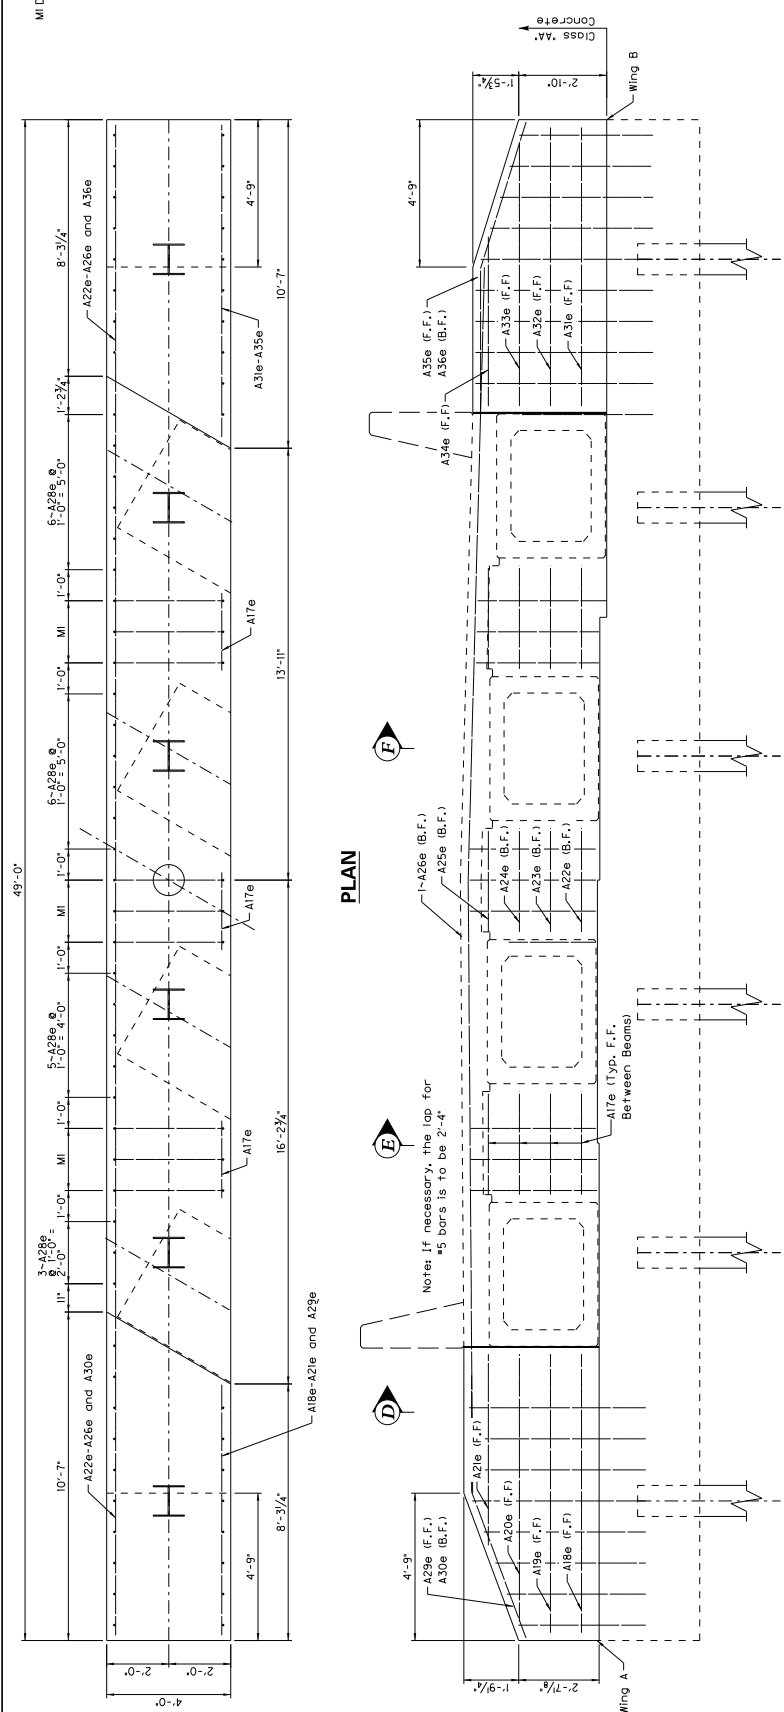 MI D
49'-0"
10'-7"
11"
3~A28e
@ 1'-0" =
2'-0"
1'-0"
MI
1'-0"
5~A28e @
1'-0" = 4'-0"
1'-0"
MI
1'-0"
6~A28e @
1'-0" = 5'-0"
1'-0"
MI
1'-0"
6~A28e @
1'-0" = 5'-0"
1'-2¾"
8'-3¼"
A22e-A26e and A30e
A22e-A26e and A36e
2'-0"
2'-0"
4'-0"
A17e
A17e
A17e
A18e-A21e and A29e
A31e-A35e
4'-9"
4'-9"
8'-3¼"
16'-2¾"
13'-11"
10'-7"
PLAN
D
E
F
4'-9"
4'-9"
A29e (F.F.)
A30e (B.F.)
A21e (F.F)
A20e (F.F)
A19e (F.F)
A18e (F.F)
1'-9¼"
2'-7⅛"
Wing A
Note: If necessary, the lap for
#5 bars is to be 2'-4"
A17e (Typ. F.F.
Between Beams)
1~A26e (B.F.)
A25e (B.F.)
A24e (B.F.)
A23e (B.F.)
A22e (B.F.)
A34e (F.F)
A35e (F.F.)
A36e (B.F.)
A33e (F.F)
A32e (F.F)
A31e (F.F)
1'-5¾"
2'-10"
Class "AA"
Concrete
Wing B